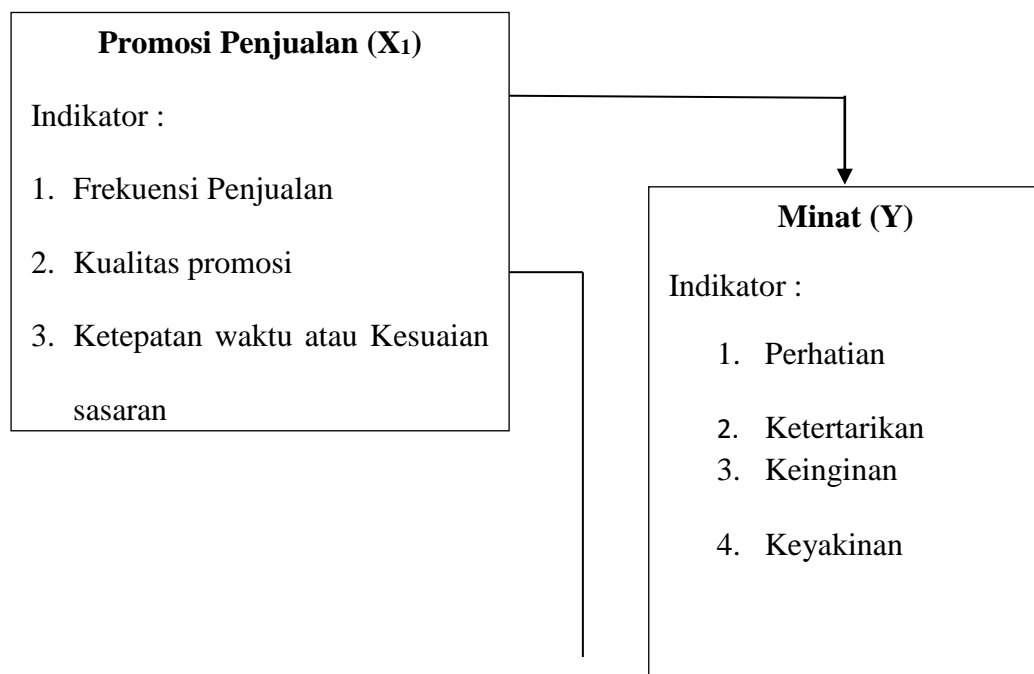 Promosi Penjualan (X₁)
Indikator :
1. Frekuensi Penjualan
2. Kualitas promosi
3. Ketepatan waktu atau Kesuaian
sasaran
Minat (Y)
Indikator :
1. Perhatian
2. Ketertarikan
3. Keinginan
4. Keyakinan